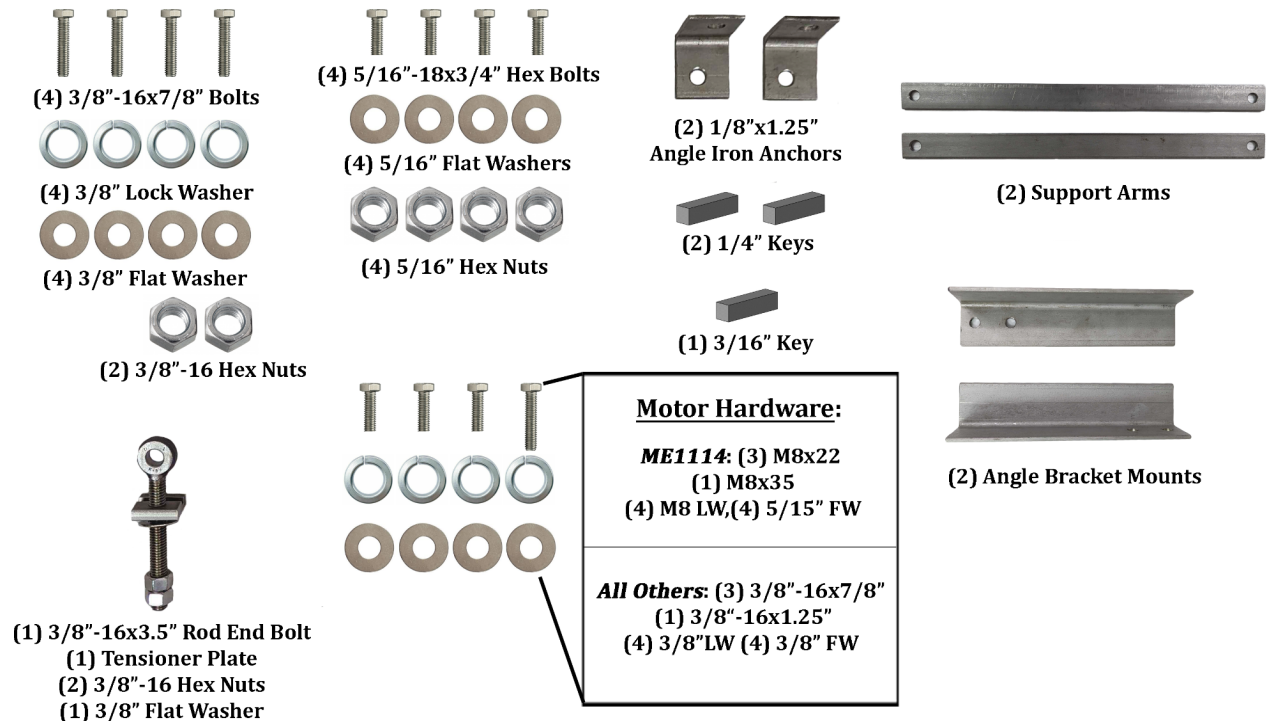 (4) 3/8”-16x7/8” Bolts
(4) 3/8” Lock Washer
(4) 3/8” Flat Washer
(2) 3/8”-16 Hex Nuts
(1) 3/8”-16x3.5” Rod End Bolt
(1) Tensioner Plate
(2) 3/8”-16 Hex Nuts
(1) 3/8” Flat Washer
(4) 5/16”-18x3/4” Hex Bolts
(4) 5/16” Flat Washers
(4) 5/16” Hex Nuts
Motor Hardware:
ME1114: (3) M8x22
(1) M8x35
(4) M8 LW,(4) 5/15” FW
All Others: (3) 3/8”-16x7/8”
(1) 3/8“-16x1.25”
(4) 3/8”LW (4) 3/8” FW
(2) 1/8”x1.25”
Angle Iron Anchors
(2) 1/4” Keys
(1) 3/16” Key
(2) Support Arms
(2) Angle Bracket Mounts